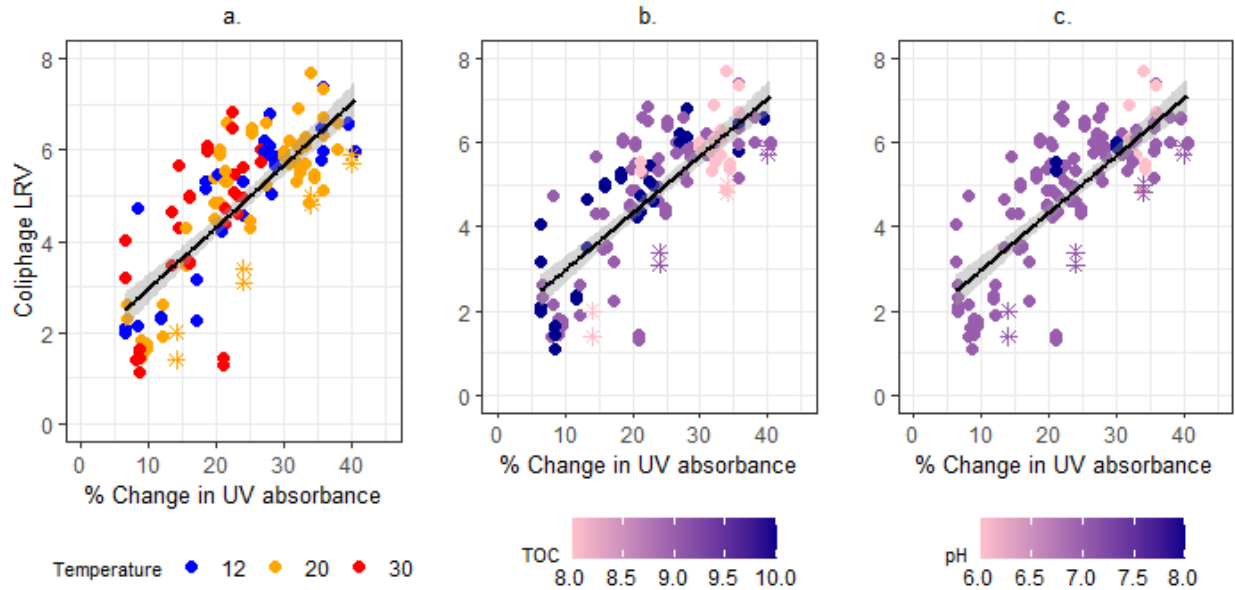 a.
b.
c.
Coliphage LRV
8
6
4
2
0
0 10 20 30 40
% Change in UV absorbance
8
6
4
2
0
0 10 20 30 40
% Change in UV absorbance
8
6
4
2
0
0 10 20 30 40
% Change in UV absorbance
Temperature 12 20 30
TOC
8.0 8.5 9.0 9.5 10.0
pH
6.0 6.5 7.0 7.5 8.0